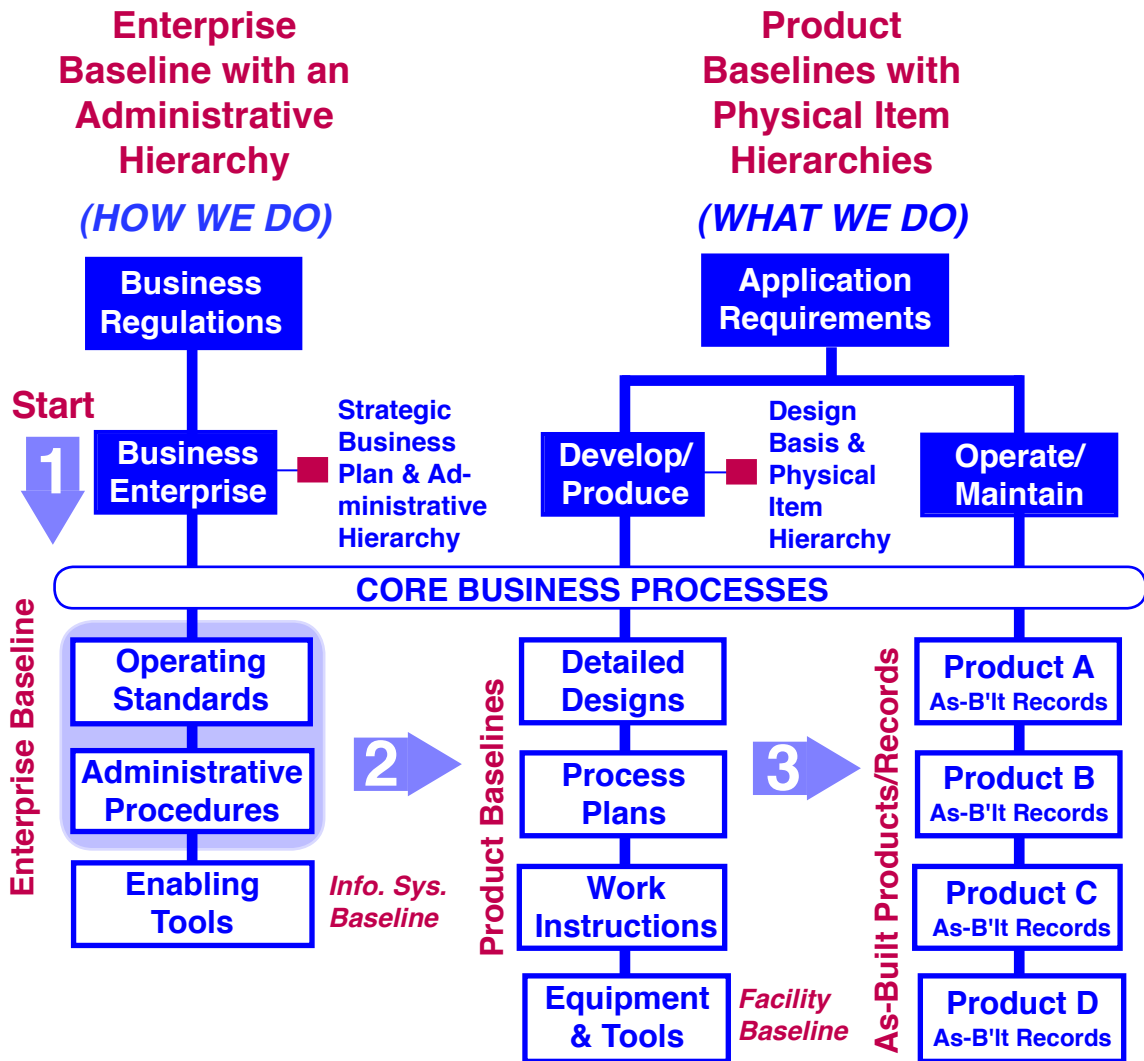 Enterprise
Baseline with an
Administrative
Hierarchy
(HOW WE DO)
Product
Baselines with
Physical Item
Hierarchies
(WHAT WE DO)
Business
Regulations
Application
Requirements
Start
1
Business
Enterprise
Strategic
Business
Plan & Ad-
ministrative
Hierarchy
Develop/
Produce
Design
Basis &
Physical
Item
Hierarchy
Operate/
Maintain
CORE BUSINESS PROCESSES
Enterprise Baseline
Operating
Standards
Administrative
Procedures
Enabling
Tools
Info. Sys.
Baseline
2
Product Baselines
Detailed
Designs
Process
Plans
Work
Instructions
Equipment
& Tools
Facility
Baseline
3
As-Built Products/Records
Product A
As-B'lt Records
Product B
As-B'lt Records
Product C
As-B'lt Records
Product D
As-B'lt Records